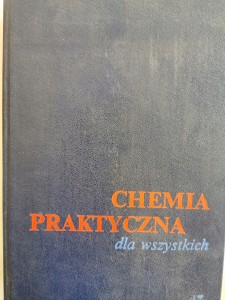 CHEMIA
PRAKTYCZNA
dla wszystkich